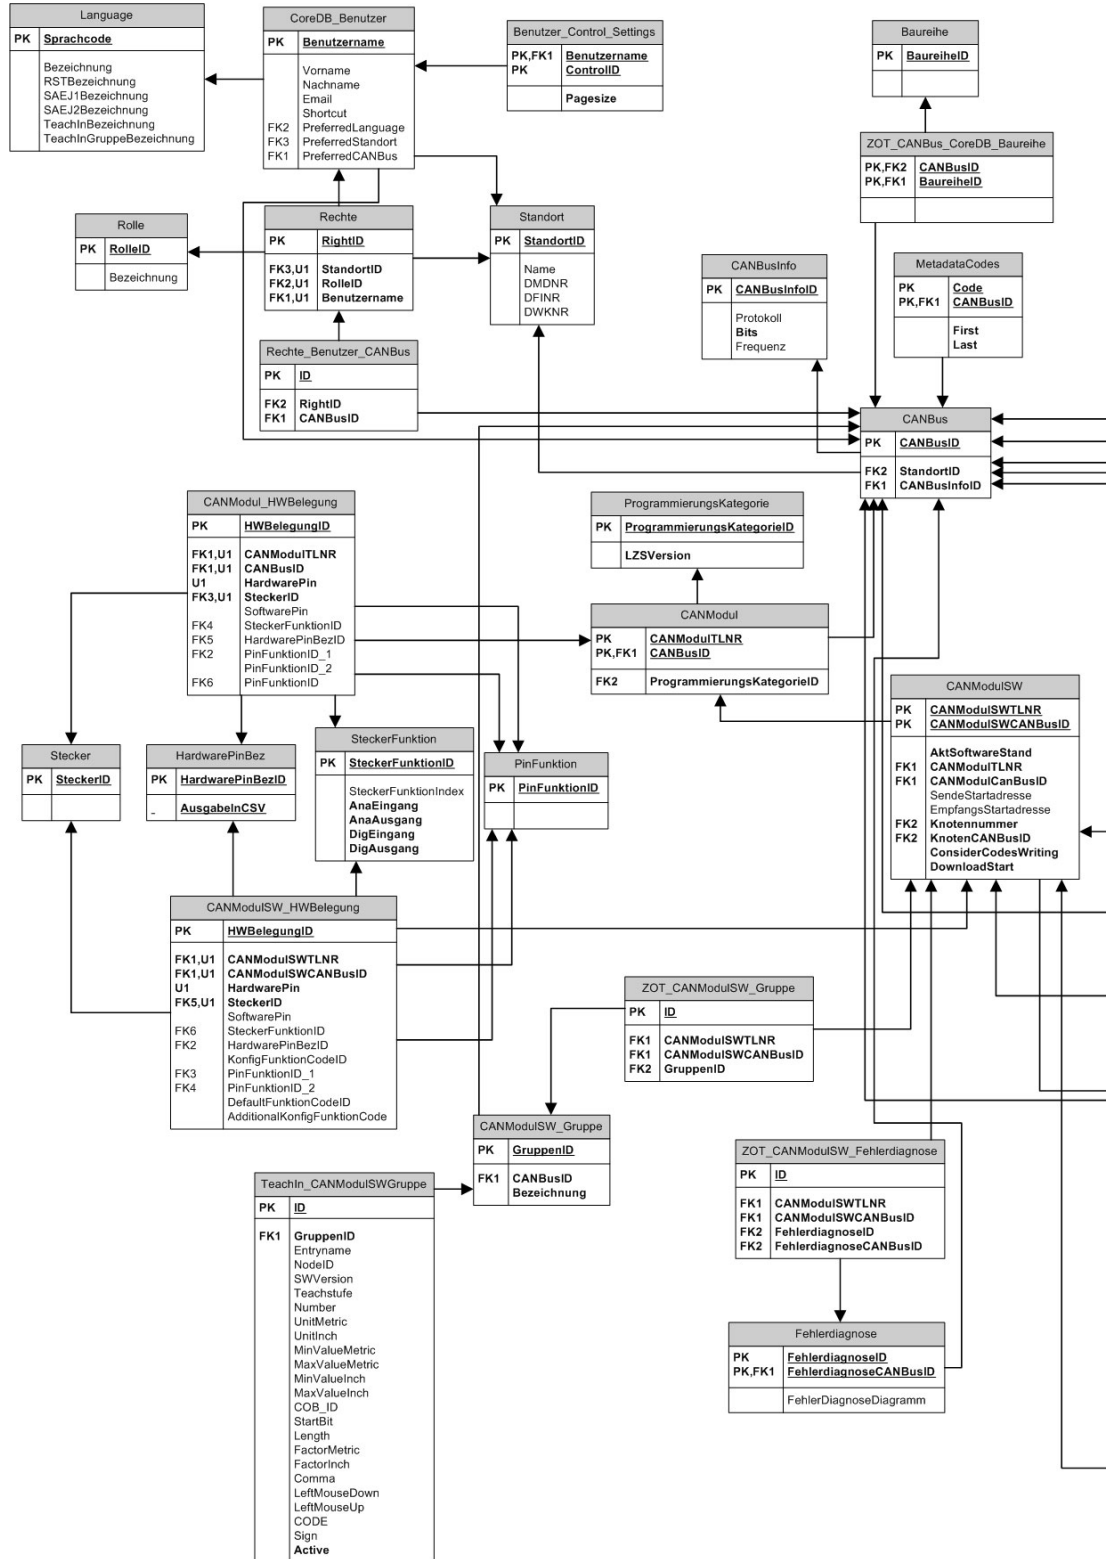 Language
PK Sprachcode
Bezeichnung
RSTBezeichnung
SAEJ1Bezeichnung
SAEJ2Bezeichnung
TeachInBezeichnung
TeachInGruppeBezeichnung
CoreDB_Benutzer
PK Benutzername
Vorname
Nachname
Email
Shortcut
FK2 PreferredLanguage
FK3 PreferredStandort
FK1 PreferredCANBus
Benutzer_Control_Settings
PK,FK1 Benutzername
PK ControlID
Pagesize
Baureihe
PK BaureiheID
ZOT_CANBus_CoreDB_Baureihe
PK,FK2 CANBusID
PK,FK1 BaureiheID
Rolle
PK RolleID
Bezeichnung
Rechte
PK RightID
FK3,U1 StandortID
FK2,U1 RolleID
FK1,U1 Benutzername
Standort
PK StandortID
Name
DMDNR
DFINR
DWKNR
CANBusInfo
PK CANBusInfoID
Protokoll
Bits
Frequenz
MetadataCodes
PK Code
PK,FK1 CANBusID
First
Last
Rechte_Benutzer_CANBus
PK ID
FK2 RightID
FK1 CANBusID
CANBus
PK CANBusID
FK2 StandortID
FK1 CANBusInfoID
CANModul_HWBelegung
PK HWBelegungID
FK1,U1 CANModulTLNR
FK1,U1 CANBusID
U1 HardwarePin
FK3,U1 SteckerID
SoftwarePin
FK4 SteckerFunktionID
FK5 HardwarePinBezID
FK2 PinFunktionID_1
PinFunktionID_2
FK6 PinFunktionID
ProgrammierungsKategorie
PK ProgrammierungsKategorieID
LZSVersion
CANModul
PK CANModulTLNR
PK,FK1 CANBusID
FK2 ProgrammierungsKategorieID
CANModulSW
PK CANModulSWTLNR
PK CANModulSWCANBusID
AktSoftwareStand
FK1 CANModulTLNR
FK1 CANModulCanBusID
SendeStartadresse
EmpfangsStartadresse
FK2 Knotennummer
FK2 KnotenCANBusID
ConsiderCodesWriting
DownloadStart
Stecker
PK SteckerID
HardwarePinBez
PK HardwarePinBezID
_ AusgabeInCSV
SteckerFunktion
PK SteckerFunktionID
SteckerFunktionIndex
AnaEingang
AnaAusgang
DigEingang
DigAusgang
PinFunktion
PK PinFunktionID
CANModulSW_HWBelegung
PK HWBelegungID
FK1,U1 CANModulSWTLNR
FK1,U1 CANModulSWCANBusID
U1 HardwarePin
FK5,U1 SteckerID
SoftwarePin
FK6 SteckerFunktionID
FK2 HardwarePinBezID
KonfigFunktionCodeID
FK3 PinFunktionID_1
FK4 PinFunktionID_2
DefaultFunktionCodeID
AdditionalKonfigFunktionCode
ZOT_CANModulSW_Gruppe
PK ID
FK1 CANModulSWTLNR
FK1 CANModulSWCANBusID
FK2 GruppenID
CANModulSW_Gruppe
PK GruppenID
FK1 CANBusID
Bezeichnung
ZOT_CANModulSW_Fehlerdiagnose
PK ID
FK1 CANModulSWTLNR
FK1 CANModulSWCANBusID
FK2 FehlerdiagnoseID
FK2 FehlerdiagnoseCANBusID
TeachIn_CANModulSWGruppe
PK ID
FK1 GruppenID
Entryname
NodeID
SWVersion
Teachstufe
Number
UnitMetric
UnitInch
MinValueMetric
MaxValueMetric
MinValueInch
MaxValueInch
COB_ID
StartBit
Length
FactorMetric
FactorInch
Comma
LeftMouseDown
LeftMouseUp
CODE
Sign
Active
Fehlerdiagnose
PK FehlerdiagnoseID
PK,FK1 FehlerdiagnoseCANBusID
FehlerDiagnoseDiagramm